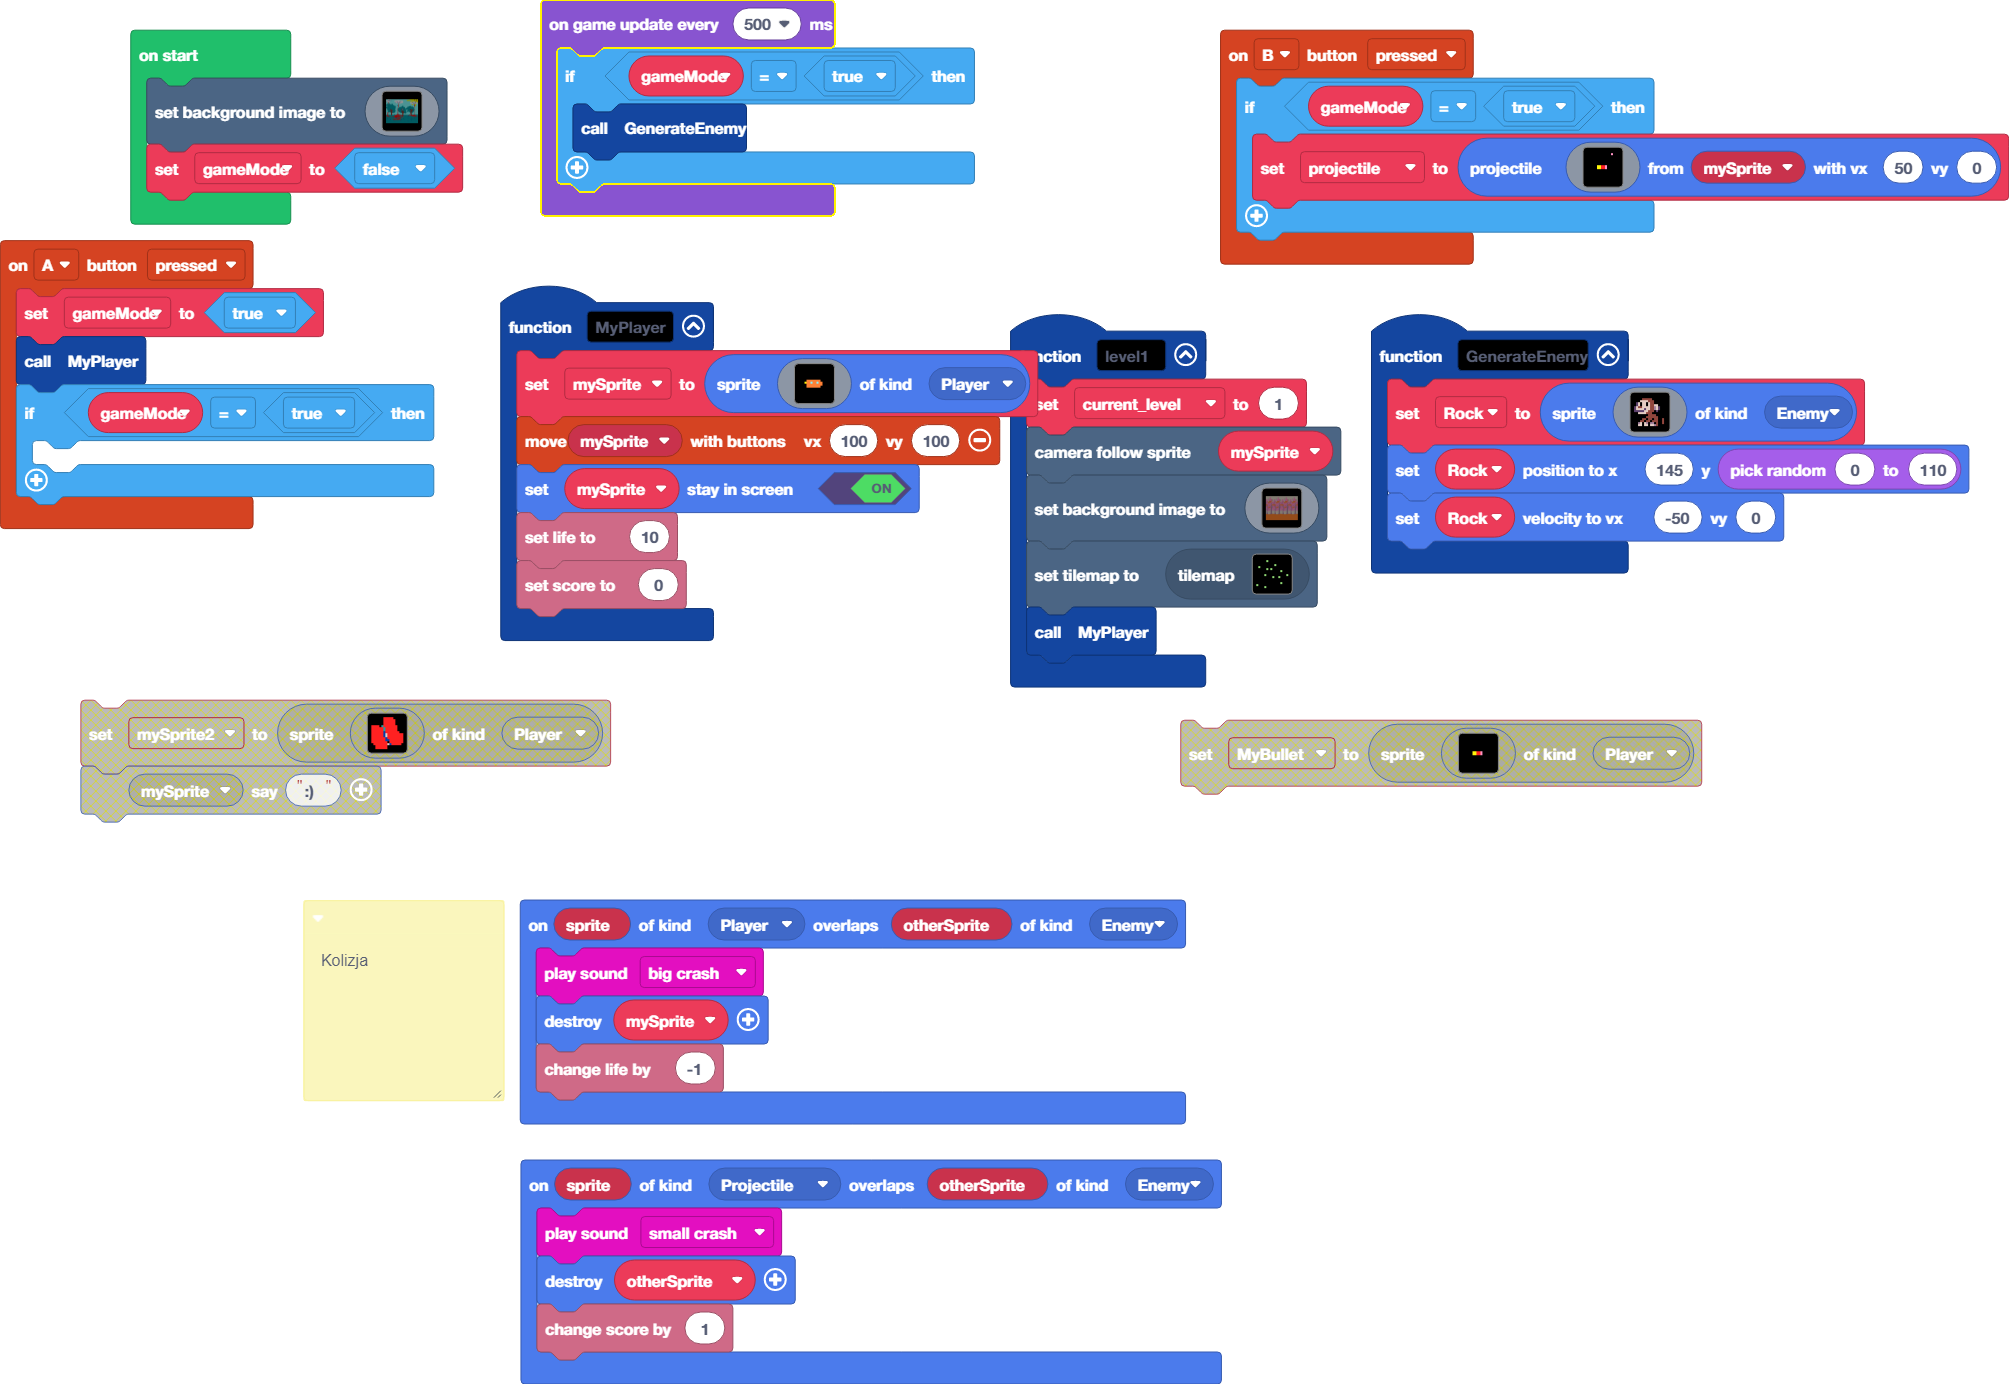 on start
set background image to
set gameMode to false
on game update every 500 ms
if gameMode = true then
call GenerateEnemy
on B button pressed
if gameMode = true then
set projectile to projectile from mySprite with vx 50 vy 0
on A button pressed
set gameMode to true
call MyPlayer
if gameMode = true then
function MyPlayer
set mySprite to sprite of kind Player
move mySprite with buttons vx 100 vy 100
set mySprite stay in screen ON
set life to 10
set score to 0
nction level1
set current_level to 1
camera follow sprite mySprite
set background image to
set tilemap to tilemap
call MyPlayer
function GenerateEnemy
set Rock to sprite of kind Enemy
set Rock position to x 145 y pick random 0 to 110
set Rock velocity to vx -50 vy 0
set mySprite2 to sprite of kind Player
mySprite say ":)"
set MyBullet to sprite of kind Player
Kolizja
on sprite of kind Player overlaps otherSprite of kind Enemy
play sound big crash
destroy mySprite
change life by -1
on sprite of kind Projectile overlaps otherSprite of kind Enemy
play sound small crash
destroy otherSprite
change score by 1